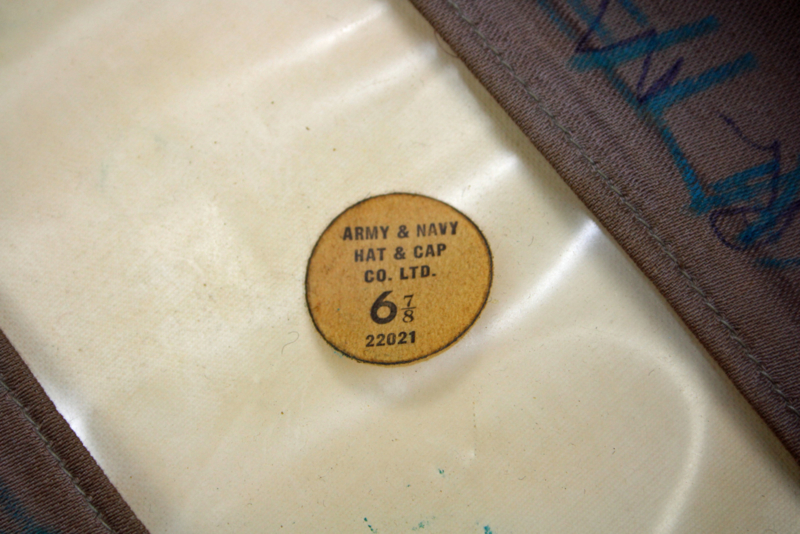 ARMY & NAVY
HAT & CAP
CO. LTD.
6 7/8
22021